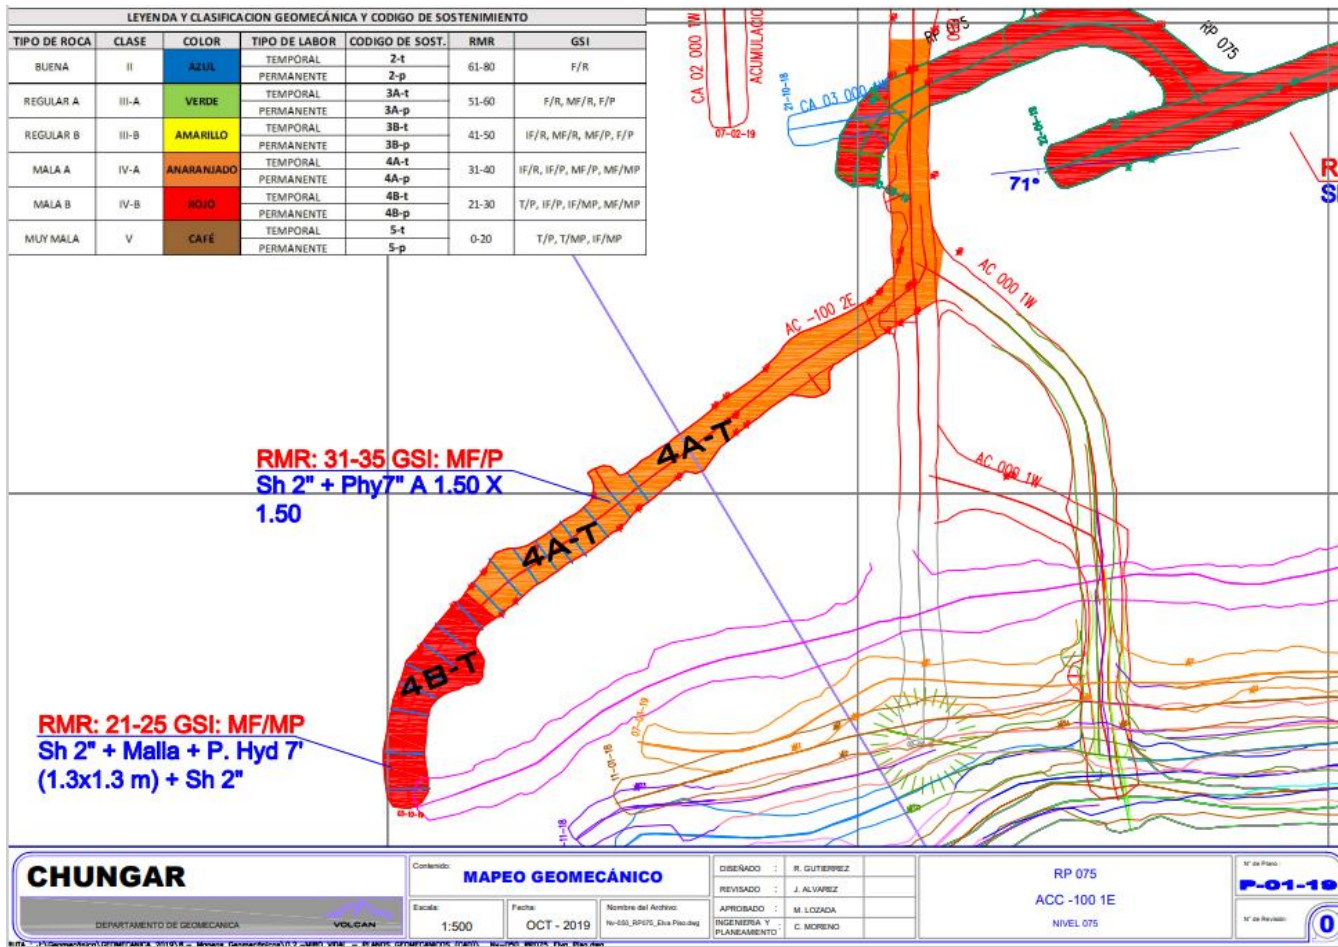 LEYENDA Y CLASIFICACION GEOMECÁNICA Y CODIGO DE SOSTENIMIENTO
TIPO DE ROCA CLASE COLOR TIPO DE LABOR CODIGO DE SOST. RMR GSI
BUENA II AZUL TEMPORAL 2-t 61-80 F/R
PERMANENTE 2-p
REGULAR A III-A VERDE TEMPORAL 3A-t 51-60 F/R, MF/R, F/P
PERMANENTE 3A-p
REGULAR B III-B AMARILLO TEMPORAL 3B-t 41-50 IF/R, MF/R, MF/P, F/P
PERMANENTE 3B-p
MALA A IV-A ANARANJADO TEMPORAL 4A-t 31-40 IF/R, IF/P, MF/P, MF/MP
PERMANENTE 4A-p
MALA B IV-B ROJO TEMPORAL 4B-t 21-30 T/P, IF/P, IF/MP, MF/MP
PERMANENTE 4B-p
MUY MALA V CAFÉ TEMPORAL 5-t 0-20 T/P, T/MP, IF/MP
PERMANENTE 5-p
CA 02 000 1W
ACUMULACIO
07-02-19
21-10-18
CA 03 000
RP 075
RP 075
71°
R
S
AC 000 1W
AC -100 2E
AC 000 1W
4A-T
4A-T
4B-T
RMR: 31-35 GSI: MF/P
Sh 2" + Phy7" A 1.50 X
1.50
RMR: 21-25 GSI: MF/MP
Sh 2" + Malla + P. Hyd 7'
(1.3x1.3 m) + Sh 2"
11-01-18
11-18
CHUNGAR
DEPARTAMENTO DE GEOMECANICA
VOLCAN
Contenido:
MAPEO GEOMECÁNICO
Escala:
1:500
Fecha:
OCT - 2019
Nombre del Archivo:
DISEÑADO : R. GUTIERREZ
REVISADO : J. ALVAREZ
APROBADO : M. LOZADA
INGENIERIA Y PLANEAMIENTO : C. MORENO
RP 075
ACC -100 1E
NIVEL 075
N° de Plano :
P-01-19
N° de Revisión
0